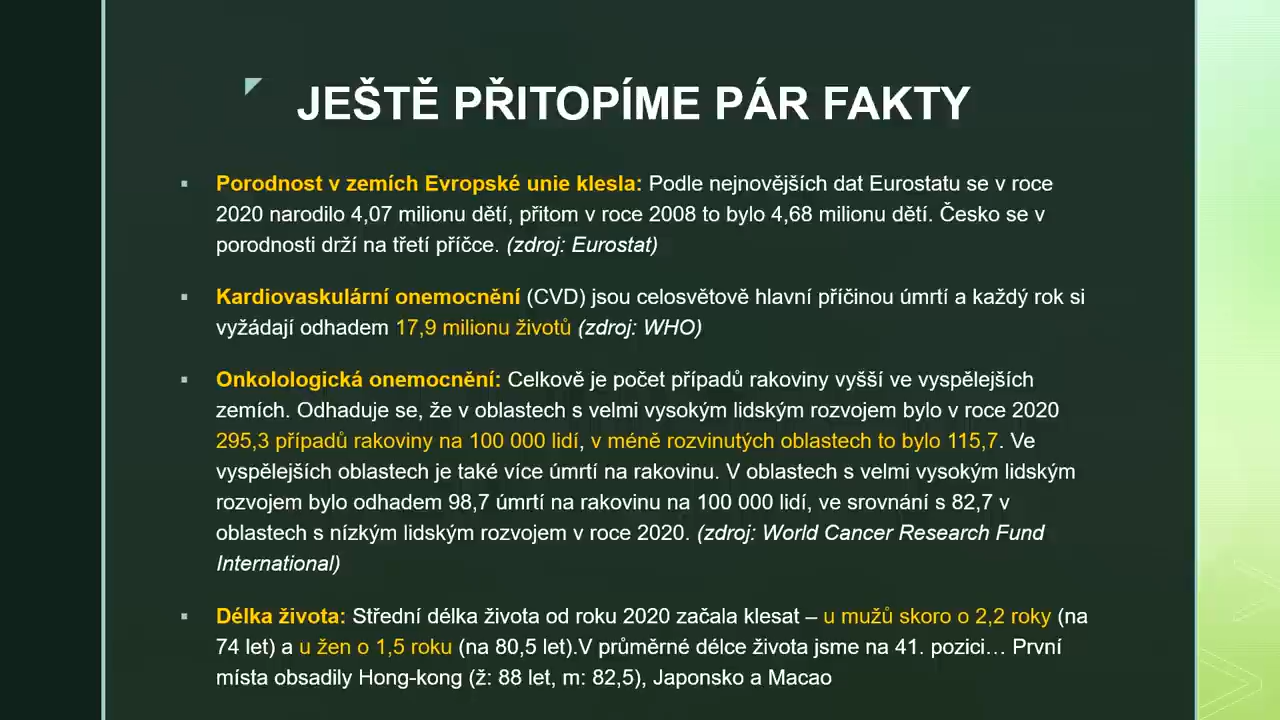 JEŠTĚ PŘITOPÍME PÁR FAKTY
▪ Porodnost v zemích Evropské unie klesla: Podle nejnovějších dat Eurostatu se v roce
2020 narodilo 4,07 milionu dětí, přitom v roce 2008 to bylo 4,68 milionu dětí. Česko se v
porodnosti drží na třetí příčce. (zdroj: Eurostat)
▪ Kardiovaskulární onemocnění (CVD) jsou celosvětově hlavní příčinou úmrtí a každý rok si
vyžádají odhadem 17,9 milionu životů (zdroj: WHO)
▪ Onkolologická onemocnění: Celkově je počet případů rakoviny vyšší ve vyspělejších
zemích. Odhaduje se, že v oblastech s velmi vysokým lidským rozvojem bylo v roce 2020
295,3 případů rakoviny na 100 000 lidí, v méně rozvinutých oblastech to bylo 115,7. Ve
vyspělejších oblastech je také více úmrtí na rakovinu. V oblastech s velmi vysokým lidským
rozvojem bylo odhadem 98,7 úmrtí na rakovinu na 100 000 lidí, ve srovnání s 82,7 v
oblastech s nízkým lidským rozvojem v roce 2020. (zdroj: World Cancer Research Fund
International)
▪ Délka života: Střední délka života od roku 2020 začala klesat – u mužů skoro o 2,2 roky (na
74 let) a u žen o 1,5 roku (na 80,5 let).V průměrné délce života jsme na 41. pozici… První
místa obsadily Hong-kong (ž: 88 let, m: 82,5), Japonsko a Macao